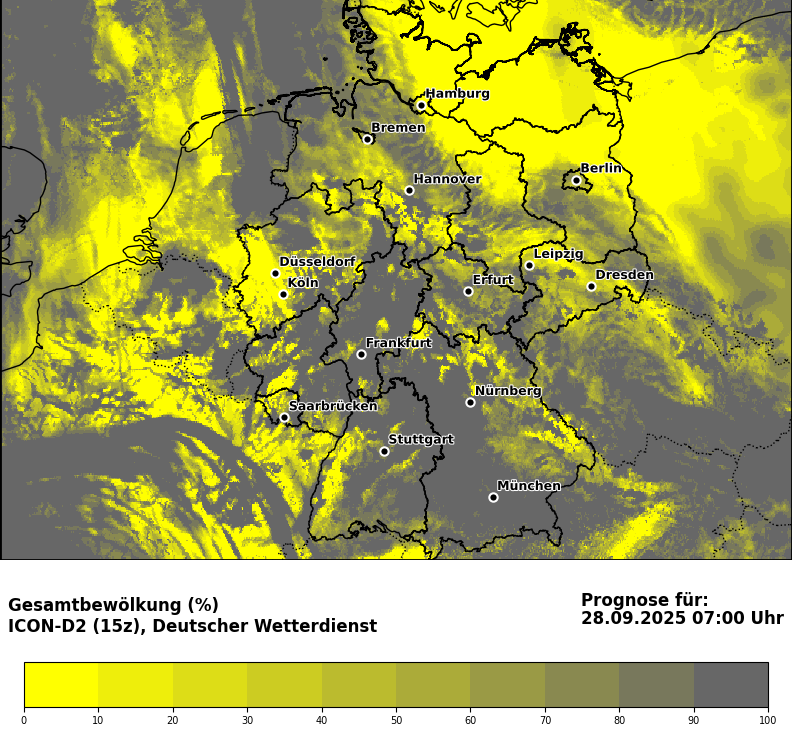 Hamburg
Bremen
Berlin
Hannover
Leipzig
Düsseldorf
Dresden
Erfurt
Köln
Frankfurt
Nürnberg
Saarbrücken
Stuttgart
München
Gesamtbewölkung (%)
ICON-D2 (15z), Deutscher Wetterdienst
Prognose für:
28.09.2025 07:00 Uhr
0 10 20 30 40 50 60 70 80 90 100